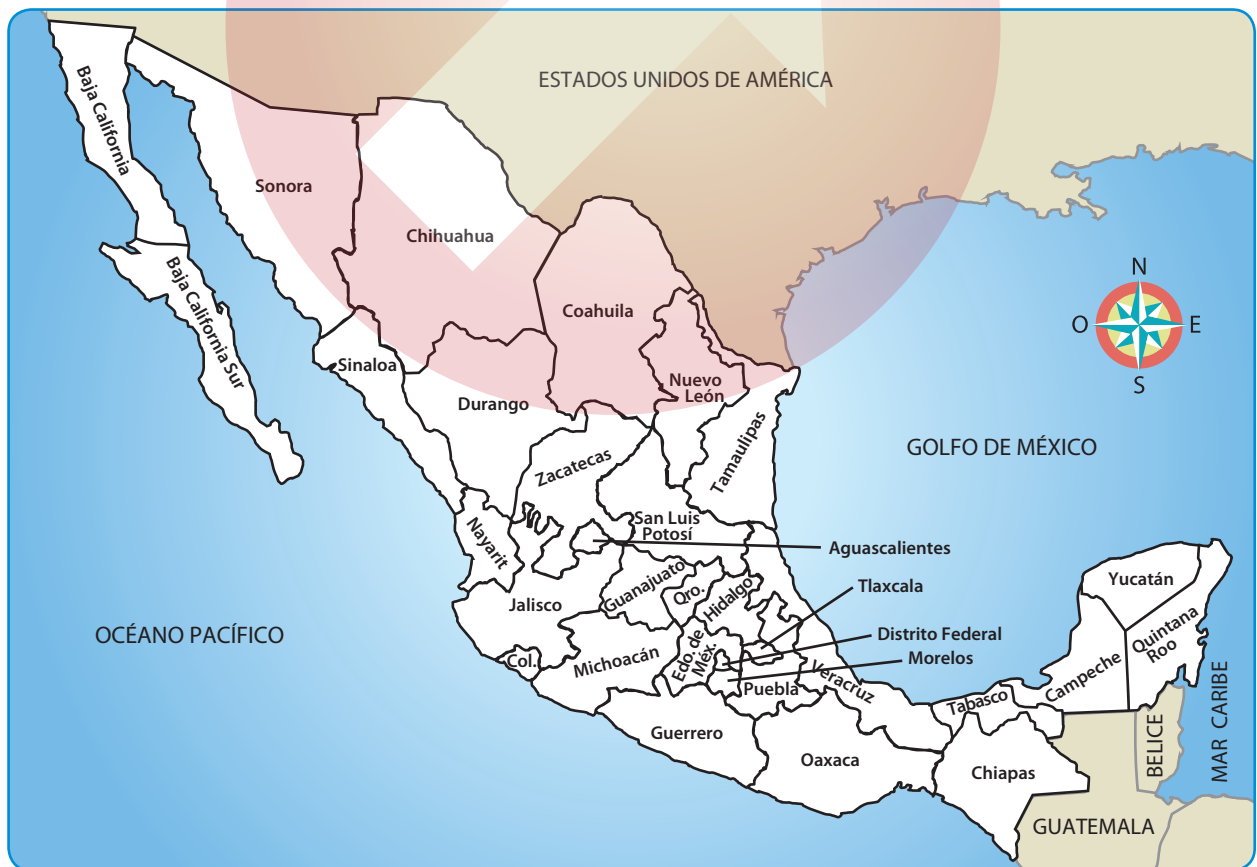 ESTADOS UNIDOS DE AMÉRICA
Baja California
Sonora
Chihuahua
Baja California Sur
Coahuila
N
O
E
S
Sinaloa
Nuevo
León
Durango
Tamaulipas
GOLFO DE MÉXICO
Zacatecas
San Luis
Potosí
Nayarit
Aguascalientes
Tlaxcala
Yucatán
Guanajuato
Qro.
Hidalgo
Jalisco
OCÉANO PACÍFICO
Distrito Federal
Quintana
Roo
Morelos
Edo. de
Méx.
Col.
Michoacán
Puebla
Veracruz
Campeche
Tabasco
Guerrero
Oaxaca
Chiapas
BELICE
MAR CARIBE
GUATEMALA